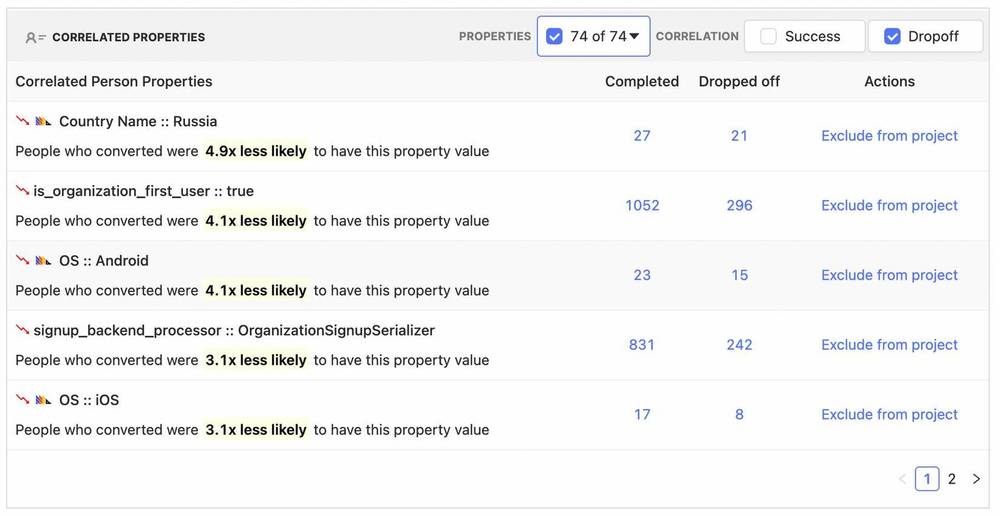 CORRELATED PROPERTIES PROPERTIES 74 of 74 CORRELATION Success Dropoff
Correlated Person Properties Completed Dropped off Actions
Country Name :: Russia
People who converted were 4.9x less likely to have this property value 27 21 Exclude from project
is_organization_first_user :: true
People who converted were 4.1x less likely to have this property value 1052 296 Exclude from project
OS :: Android
People who converted were 4.1x less likely to have this property value 23 15 Exclude from project
signup_backend_processor :: OrganizationSignupSerializer
People who converted were 3.1x less likely to have this property value 831 242 Exclude from project
OS :: iOS
People who converted were 3.1x less likely to have this property value 17 8 Exclude from project
< 1 2 >